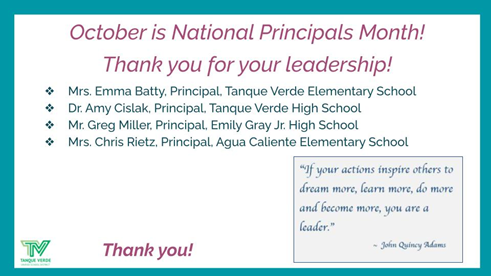 October is National Principals Month!
Thank you for your leadership!
❖ Mrs. Emma Batty, Principal, Tanque Verde Elementary School
❖ Dr. Amy Cislak, Principal, Tanque Verde High School
❖ Mr. Greg Miller, Principal, Emily Gray Jr. High School
❖ Mrs. Chris Rietz, Principal, Agua Caliente Elementary School
“If your actions inspire others to
dream more, learn more, do more
and become more, you are a
leader.”
~ John Quincy Adams
TANQUE VERDE
Thank you!